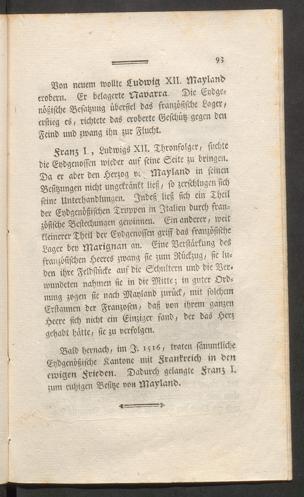 93
Von neuem wollte Ludwig XII. Mayland
erobern. Er belagerte Navarra. Die Eydge-
nößische Besatzung überfiel das französische Lager,
erstieg es, richtete das eroberte Geschütz gegen den
Feind und zwang ihn zur Flucht.
Franz I., Ludwigs XII. Thronfolger, suchte
die Eydgenossen wieder auf seine Seite zu bringen.
Da er aber den Herzog v. Mayland in seinen
Besitzungen nicht ungekränkt ließ, so zerschlugen sich
seine Unterhandlungen. Indeß ließ sich ein Theil
der Eydgenößischen Truppen in Italien durch fran-
zösische Bestechungen gewinnen. Ein anderer, weit
kleinerer Theil der Eydgenossen griff das französische
Lager bey Marignan an. Eine Verstärkung des
französischen Heeres zwang sie zum Rückzug, sie lu-
den ihre Feldstücke auf die Schultern und die Ver-
wundeten nahmen sie in die Mitte; in guter Ord-
nung zogen sie nach Mayland zurück, mit solchem
Erstaunen der Franzosen, daß von ihrem ganzen
Heere sich nicht ein Einziger fand, der das Herz
gehabt hätte, sie zu verfolgen.
Bald hernach, im J. 1516, traten sämmtliche
Eydgenößische Kantone mit Frankreich in den
ewigen Frieden. Dadurch gelangte Franz I.
zum ruhigen Besitze von Mayland.